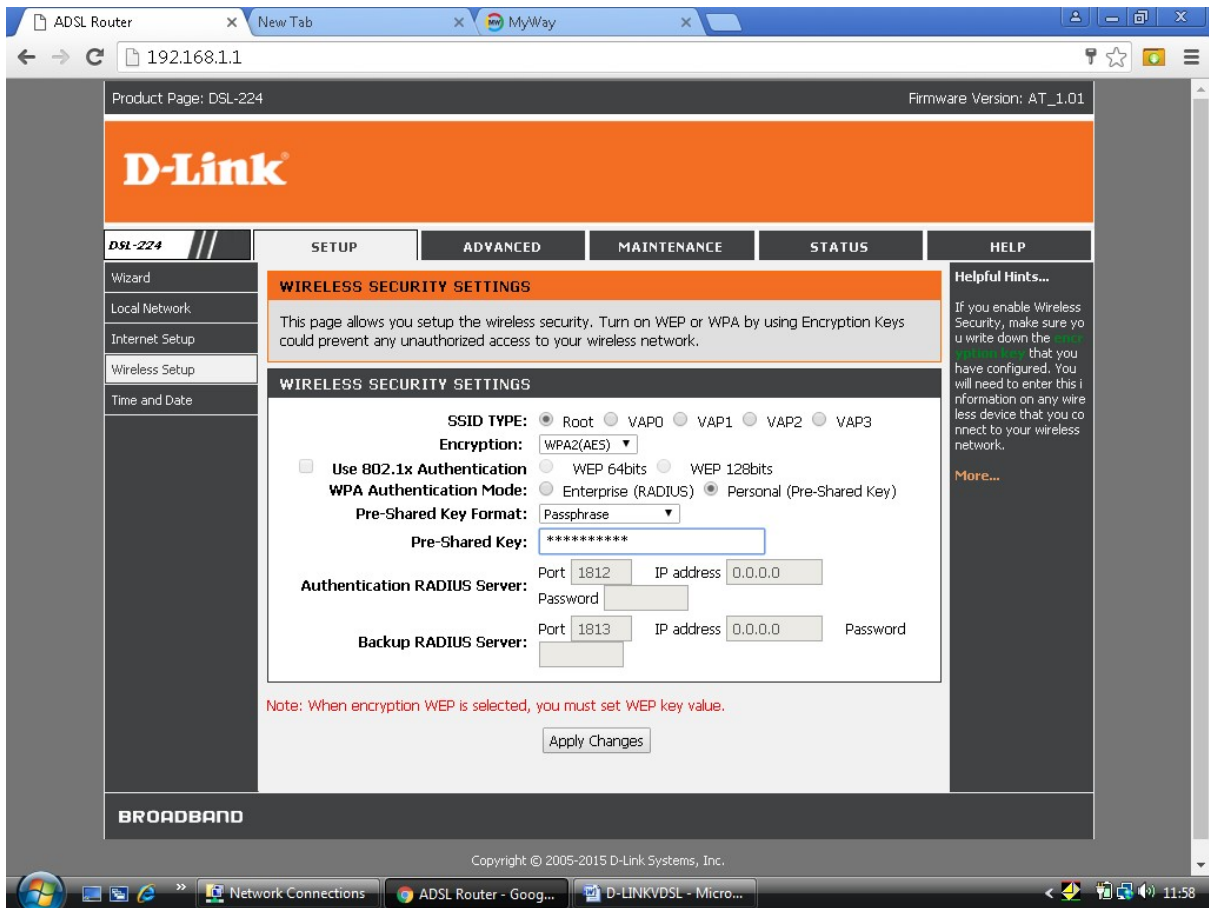 ADSL Router
New Tab
MyWay
192.168.1.1
Product Page: DSL-224
Firmware Version: AT_1.01
D-Link
DSL-224
SETUP
ADVANCED
MAINTENANCE
STATUS
HELP
Wizard
Local Network
Internet Setup
Wireless Setup
Time and Date
WIRELESS SECURITY SETTINGS
This page allows you setup the wireless security. Turn on WEP or WPA by using Encryption Keys
could prevent any unauthorized access to your wireless network.
WIRELESS SECURITY SETTINGS
SSID TYPE: Root VAP0 VAP1 VAP2 VAP3
Encryption: WPA2(AES)
Use 802.1x Authentication WEP 64bits WEP 128bits
WPA Authentication Mode: Enterprise (RADIUS) Personal (Pre-Shared Key)
Pre-Shared Key Format: Passphrase
Pre-Shared Key: **********
Authentication RADIUS Server: Port 1812 IP address 0.0.0.0
Password
Backup RADIUS Server: Port 1813 IP address 0.0.0.0 Password
Note: When encryption WEP is selected, you must set WEP key value.
Apply Changes
Helpful Hints...
If you enable Wireless
Security, make sure yo
u write down the encr
yption key that you
have configured. You
will need to enter this i
nformation on any wire
less device that you co
nnect to your wireless
network.
More...
BROADBAND
Copyright © 2005-2015 D-Link Systems, Inc.
Network Connections
ADSL Router - Goog...
D-LINKVDSL - Micro...
11:58